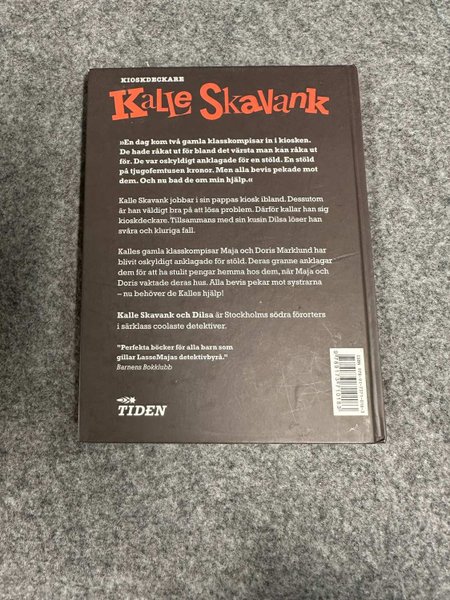 KIOSKDECKARE
Kalle Skavank
»En dag kom två gamla klasskompisar in i kiosken.
De hade råkat ut för bland det värsta man kan råka ut
för. De var oskyldigt anklagade för en stöld. En stöld
på tjugofemtusen kronor. Men alla bevis pekade mot
dem. Och nu bad de om min hjälp.«
Kalle Skavank jobbar i sin pappas kiosk ibland. Dessutom
är han väldigt bra på att lösa problem. Därför kallar han sig
kioskdeckare. Tillsammans med sin kusin Dilsa löser han
svåra och kluriga fall.
Kalles gamla klasskompisar Maja och Doris Marklund har
blivit oskyldigt anklagade för stöld. Deras granne anklagar
dem för att ha stulit pengar hemma hos dem, när Maja och
Doris vaktade deras hus. Alla bevis pekar mot systrarna
– nu behöver de Kalles hjälp!
Kalle Skavank och Dilsa är Stockholms södra förorters
i särklass coolaste detektiver.
"Perfekta böcker för alla barn som
gillar LasseMajas detektivbyrå."
Barnens Bokklubb
TIDEN